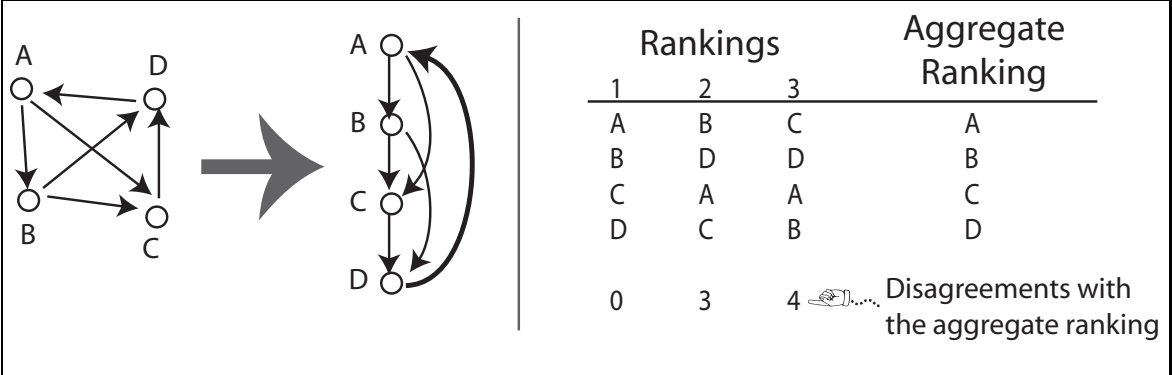 A
D
B
C
A
B
C
D
Rankings
Aggregate
Ranking
1 2 3
A B C A
B D D B
C A A C
D C B D
0 3 4 Disagreements with
the aggregate ranking